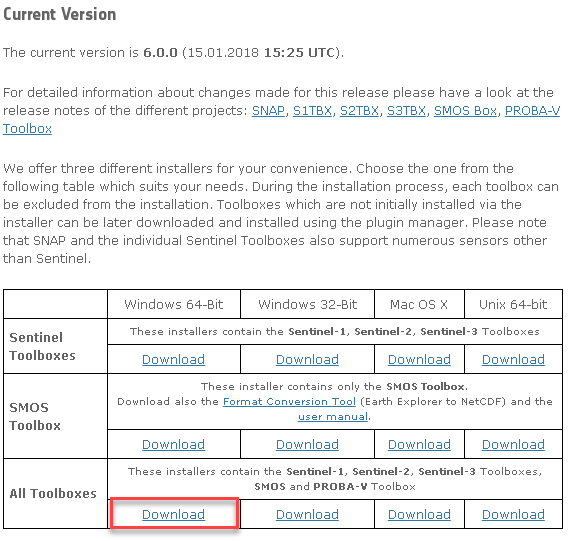 Current Version
The current version is 6.0.0 (15.01.2018 15:25 UTC).
For detailed information about changes made for this release please have a look at the
release notes of the different projects: SNAP, S1TBX, S2TBX, S3TBX, SMOS Box, PROBA-V
Toolbox
We offer three different installers for your convenience. Choose the one from the
following table which suits your needs. During the installation process, each toolbox can
be excluded from the installation. Toolboxes which are not initially installed via the
installer can be later downloaded and installed using the plugin manager. Please note
that SNAP and the individual Sentinel Toolboxes also support numerous sensors other
than Sentinel.
Windows 64-Bit Windows 32-Bit Mac OS X Unix 64-bit
Sentinel
Toolboxes
These installers contain the Sentinel-1, Sentinel-2, Sentinel-3 Toolboxes
Download Download Download Download
SMOS
Toolbox
These installer contains only the SMOS Toolbox.
Download also the Format Conversion Tool (Earth Explorer to NetCDF) and the
user manual.
Download Download Download Download
All Toolboxes
These installers contain the Sentinel-1, Sentinel-2, Sentinel-3 Toolboxes,
SMOS and PROBA-V Toolbox
Download Download Download Download